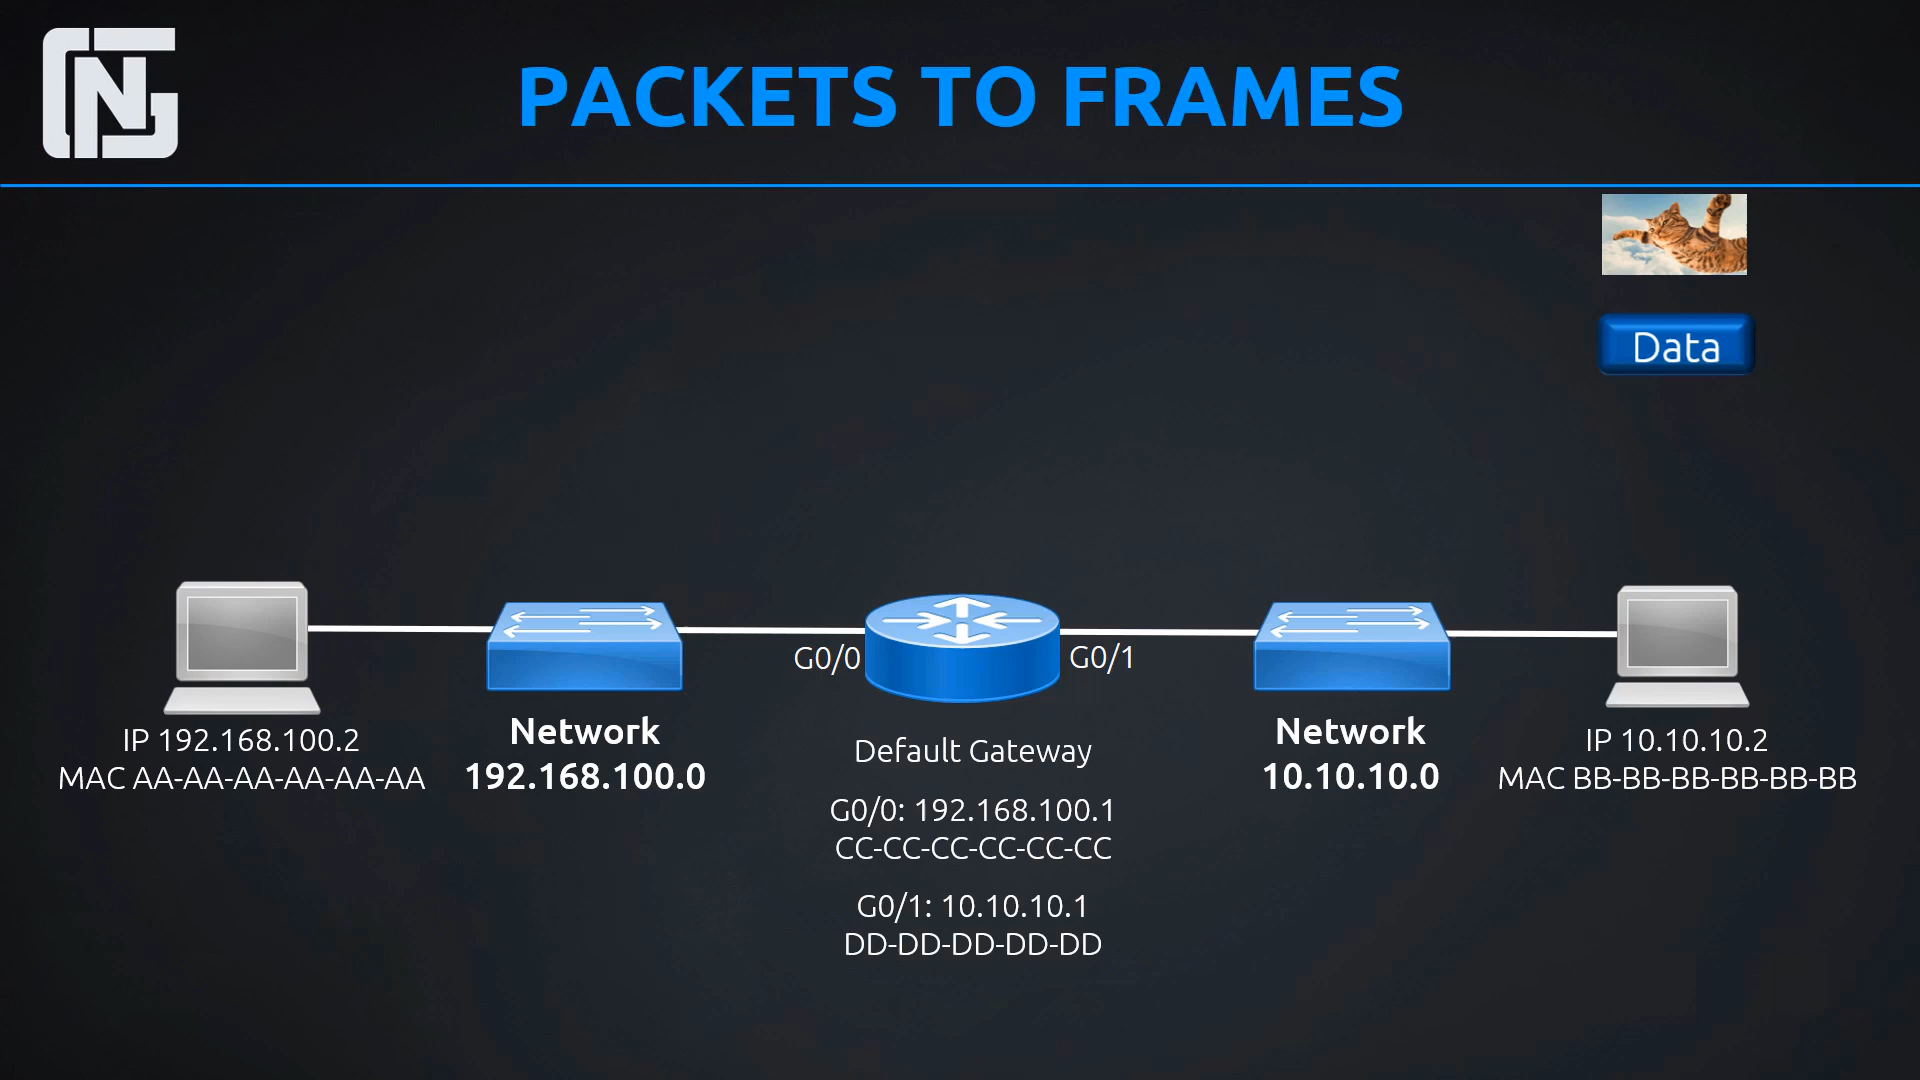 PACKETS TO FRAMES
Data
G0/0
G0/1
IP 192.168.100.2
MAC AA-AA-AA-AA-AA-AA
Network
192.168.100.0
Default Gateway
G0/0: 192.168.100.1
CC-CC-CC-CC-CC-CC
G0/1: 10.10.10.1
DD-DD-DD-DD-DD
Network
10.10.10.0
IP 10.10.10.2
MAC BB-BB-BB-BB-BB-BB